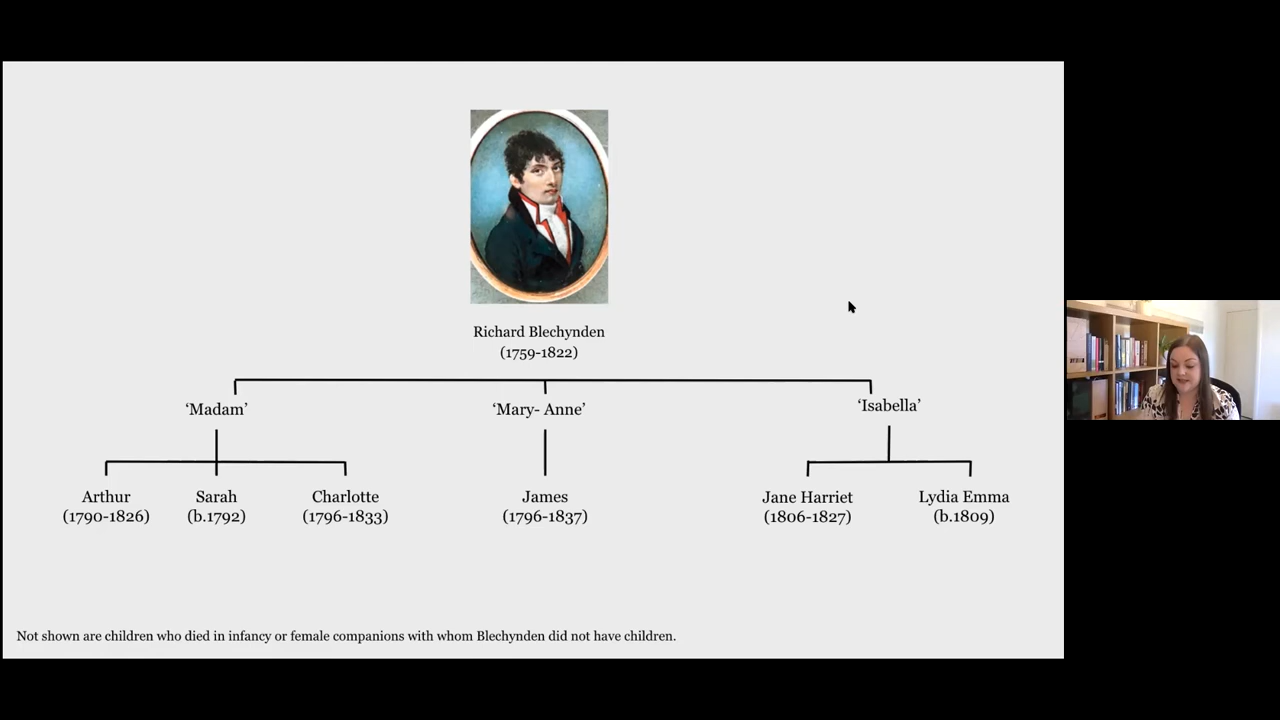 Richard Blechynden
(1759-1822)
‘Madam’
‘Mary- Anne’
‘Isabella’
Arthur
(1790-1826)
Sarah
(b.1792)
Charlotte
(1796-1833)
James
(1796-1837)
Jane Harriet
(1806-1827)
Lydia Emma
(b.1809)
Not shown are children who died in infancy or female companions with whom Blechynden did not have children.